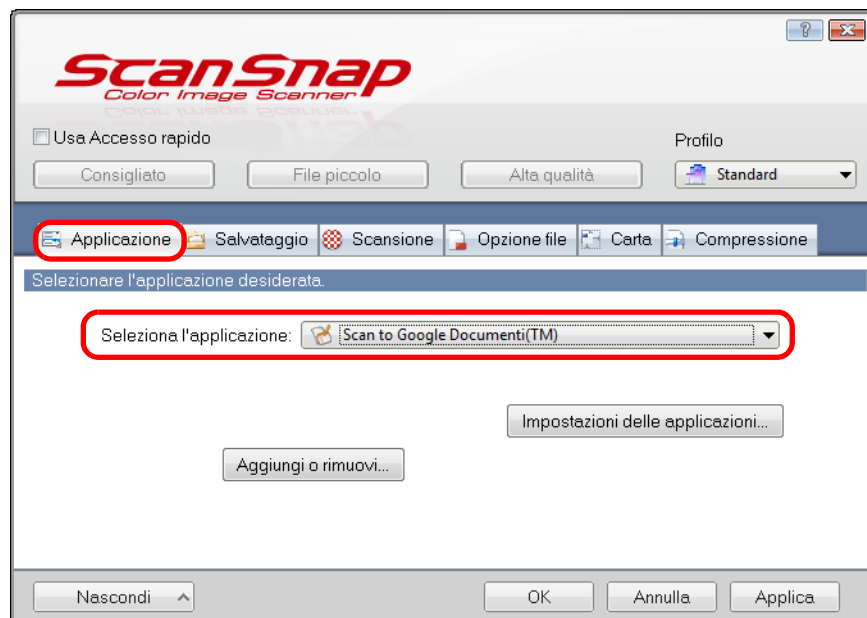 ScanSnap
Color Image Scanner
Usa Accesso rapido
Profilo
Consigliato File piccolo Alta qualità Standard
Applicazione Salvataggio Scansione Opzione file Carta Compressione
Selezionare l'applicazione desiderata.
Seleziona l'applicazione: Scan to Google Documenti(TM)
Impostazioni delle applicazioni...
Aggiungi o rimuovi...
Nascondi OK Annulla Applica